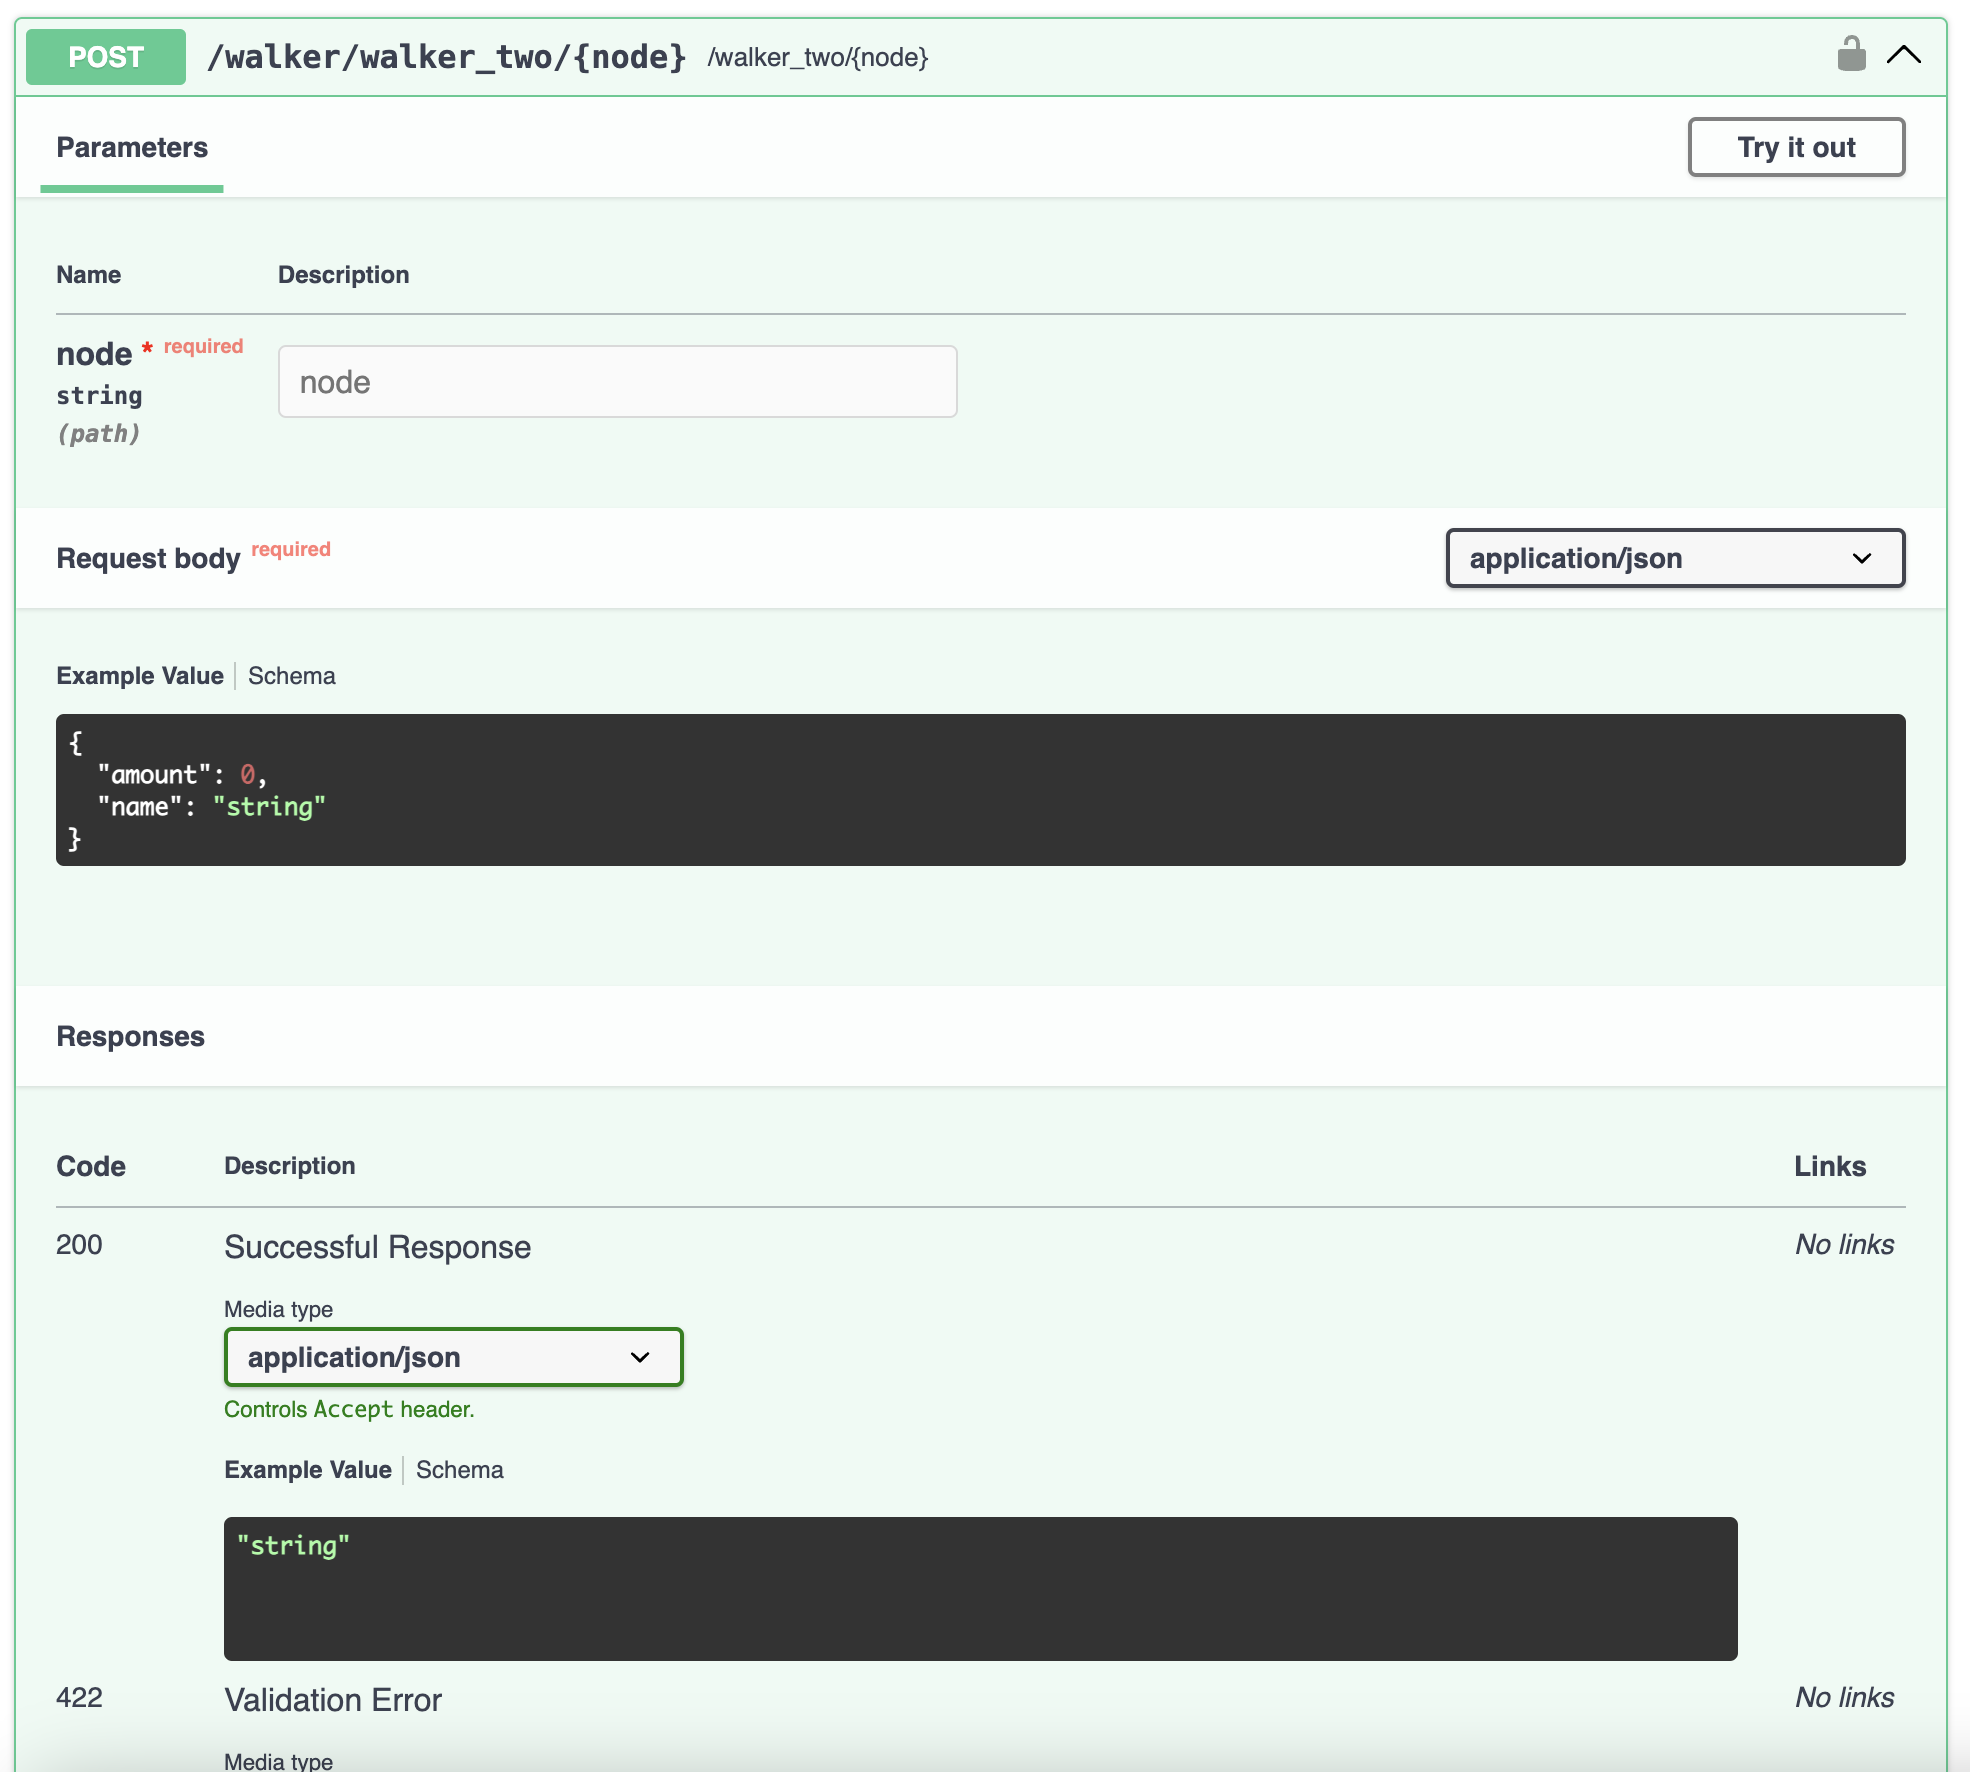 POST /walker/walker_two/{node} /walker_two/{node}
Parameters
Try it out
Name Description
node * required
string
(path)
node
Request body required
application/json
Example Value Schema
{
  "amount": 0,
  "name": "string"
}
Responses
Code Description Links
200 Successful Response No links
Media type
application/json
Controls Accept header.
Example Value Schema
"string"
422 Validation Error No links
Media type